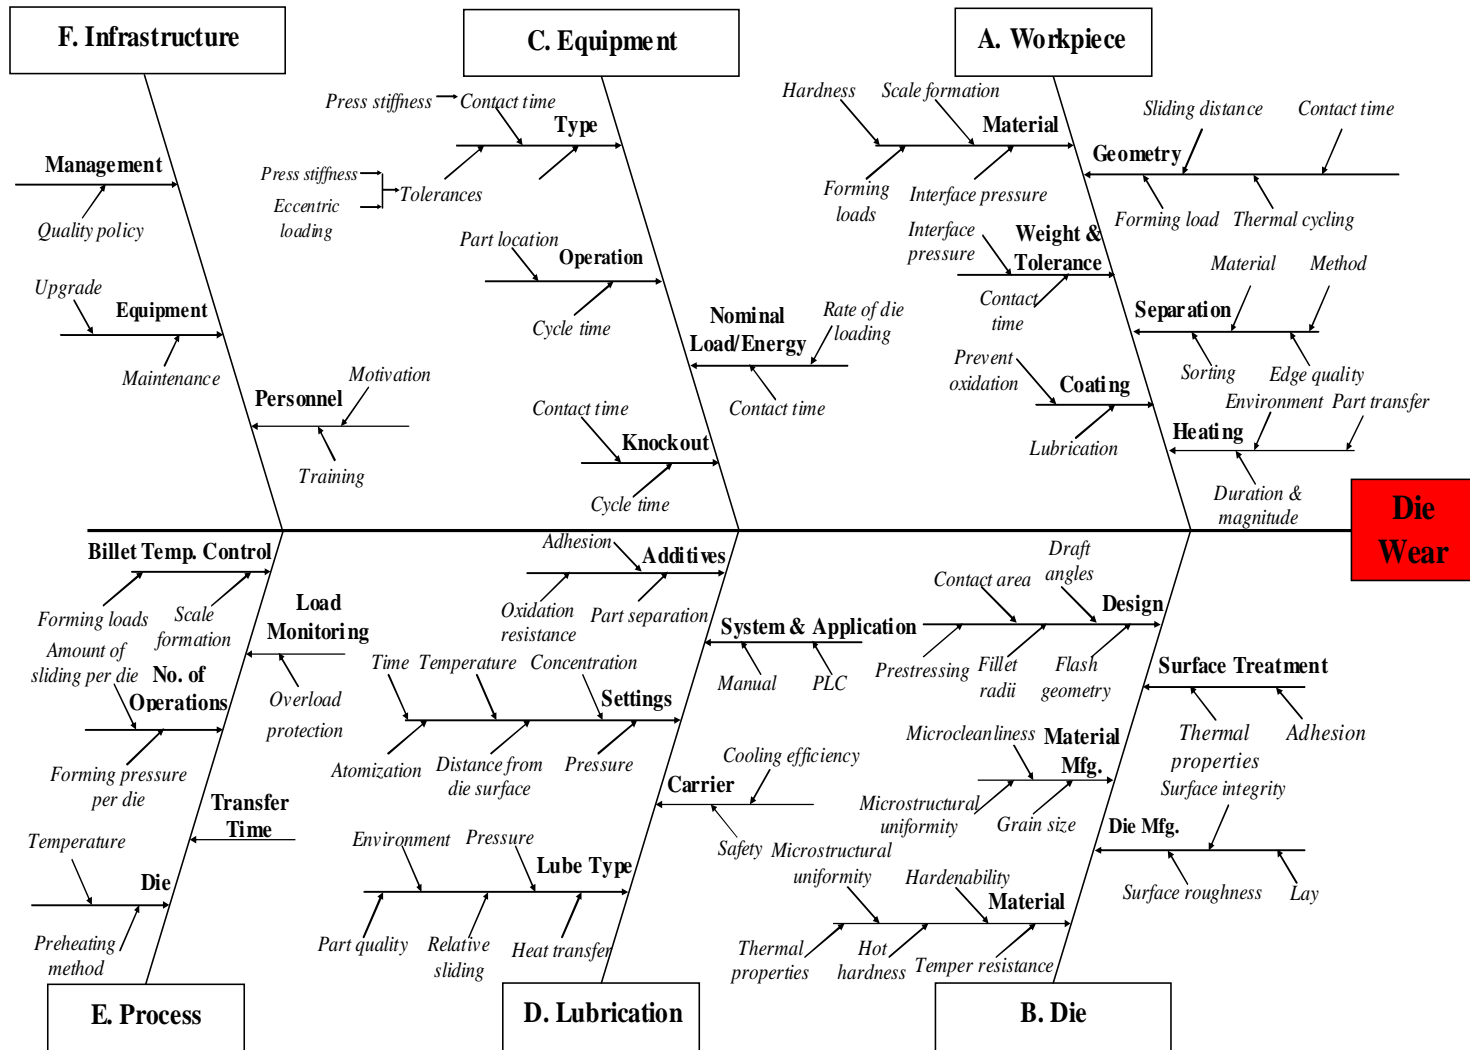 F. Infrastructure
C. Equipment
A. Workpiece
Management
Quality policy
Upgrade
Equipment
Maintenance
Motivation
Personnel
Training
Press stiffness
Contact time
Type
Press stiffness
Tolerances
Eccentric
loading
Part location
Operation
Cycle time
Nominal
Load/Energy
Rate of die
loading
Contact time
Contact time
Knockout
Cycle time
Hardness
Scale formation
Material
Forming
loads
Interface pressure
Sliding distance
Contact time
Geometry
Forming load
Thermal cycling
Interface
pressure
Weight &
Tolerance
Contact
time
Material
Method
Separation
Sorting
Edge quality
Prevent
oxidation
Coating
Lubrication
Environment
Part transfer
Heating
Duration &
magnitude
Die
Wear
Billet Temp. Control
Forming loads
Scale
formation
Load
Monitoring
Overload
protection
Amount of
sliding per die
No. of
Operations
Forming pressure
per die
Transfer
Time
Temperature
Die
Preheating
method
Adhesion
Additives
Oxidation
resistance
Part separation
System & Application
Manual
PLC
Time
Temperature
Concentration
Settings
Atomization
Distance from
die surface
Pressure
Cooling efficiency
Carrier
Safety
Environment
Pressure
Lube Type
Part quality
Relative
sliding
Heat transfer
Contact area
Draft
angles
Design
Prestressing
Fillet
radii
Flash
geometry
Surface Treatment
Thermal
properties
Adhesion
Microcleanliness
Material
Mfg.
Microstructural
uniformity
Grain size
Surface integrity
Die Mfg.
Surface roughness
Lay
Microstructural
uniformity
Hardenability
Material
Thermal
properties
Hot
hardness
Temper resistance
E. Process
D. Lubrication
B. Die